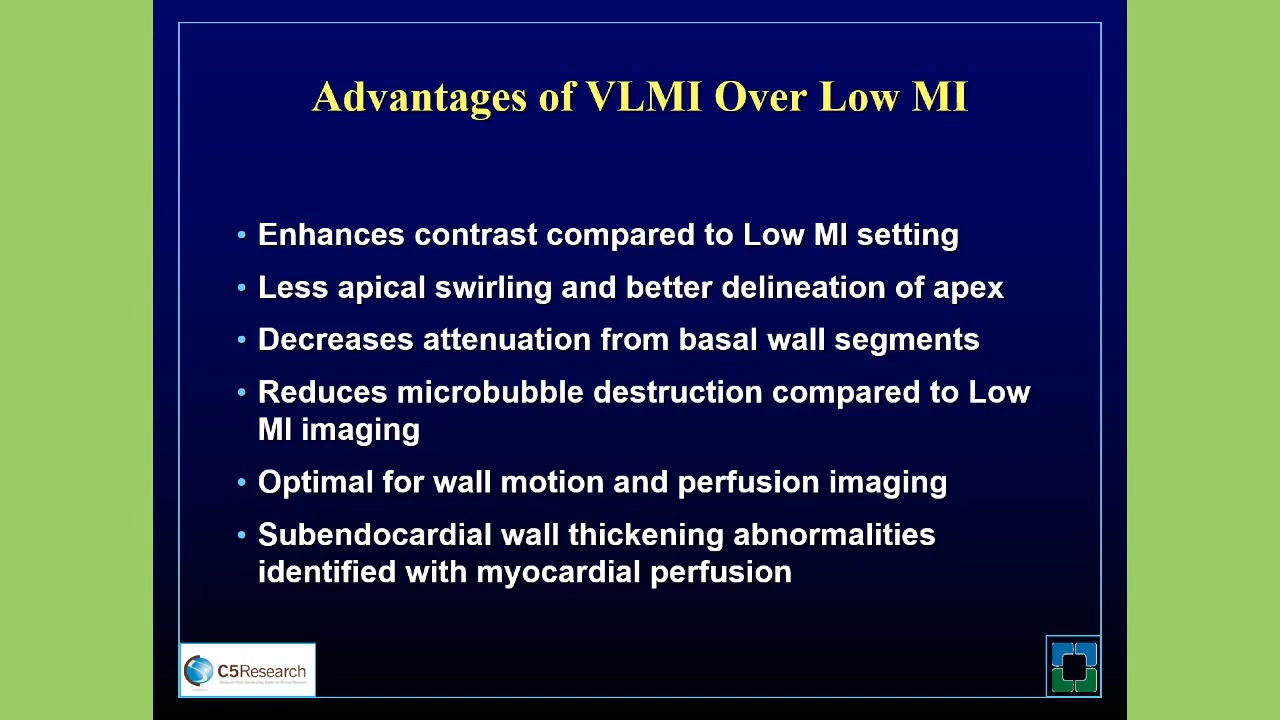 Advantages of VLMI Over Low MI
• Enhances contrast compared to Low MI setting
• Less apical swirling and better delineation of apex
• Decreases attenuation from basal wall segments
• Reduces microbubble destruction compared to Low
MI imaging
• Optimal for wall motion and perfusion imaging
• Subendocardial wall thickening abnormalities
identified with myocardial perfusion
C5Research